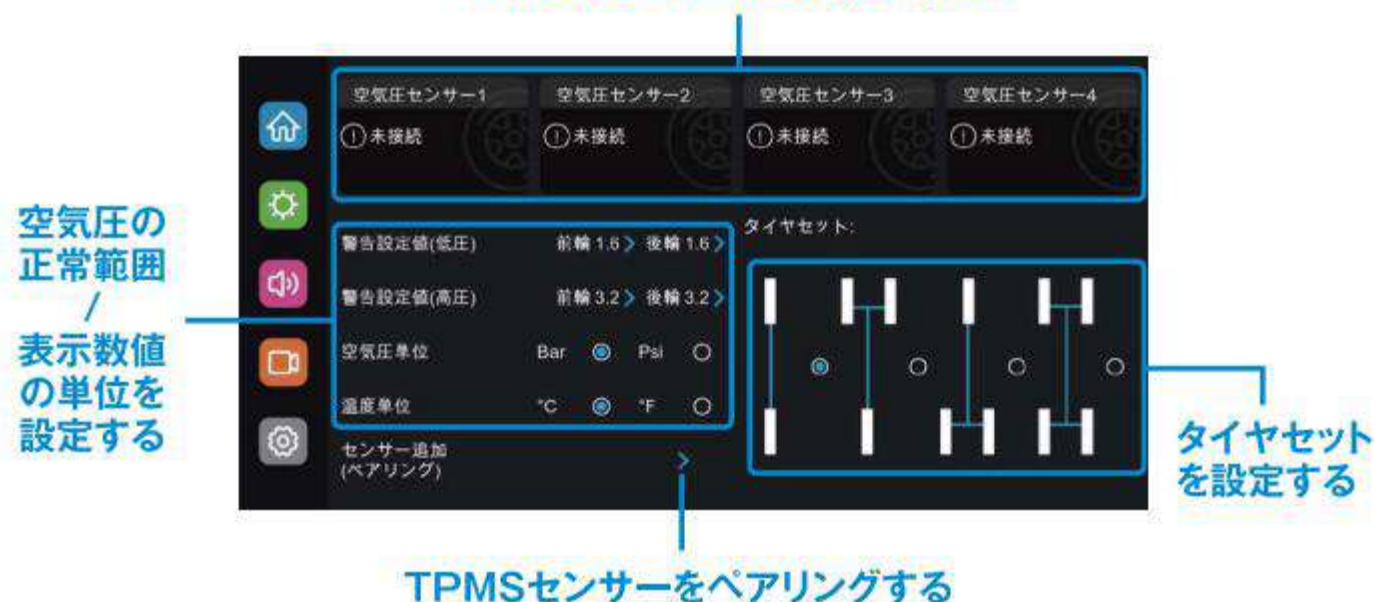 空気圧センサー1 空気圧センサー2 空気圧センサー3 空気圧センサー4
未接続 未接続 未接続 未接続
空気圧の
正常範囲
/
表示数値
の単位を
設定する
警告設定値(低圧) 前輪 1.6 > 後輪 1.6 >
警告設定値(高圧) 前輪 3.2 > 後輪 3.2 >
空気圧単位 Bar Psi
温度単位 °C °F
センサー追加 >
(ペアリング)
タイヤセット:
タイヤセット
を設定する
TPMSセンサーをペアリングする